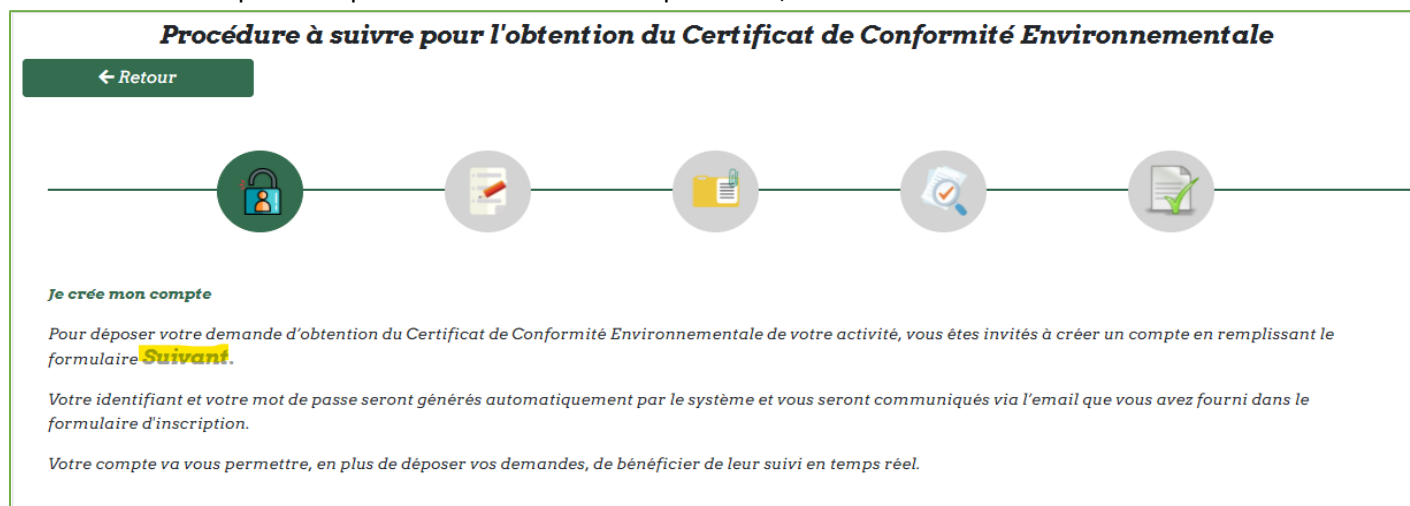 Procédure à suivre pour l'obtention du Certificat de Conformité Environnementale
← Retour
Je crée mon compte
Pour déposer votre demande d'obtention du Certificat de Conformité Environnementale de votre activité, vous êtes invités à créer un compte en remplissant le
formulaire Suivant.
Votre identifiant et votre mot de passe seront générés automatiquement par le système et vous seront communiqués via l'email que vous avez fourni dans le
formulaire d'inscription.
Votre compte va vous permettre, en plus de déposer vos demandes, de bénéficier de leur suivi en temps réel.